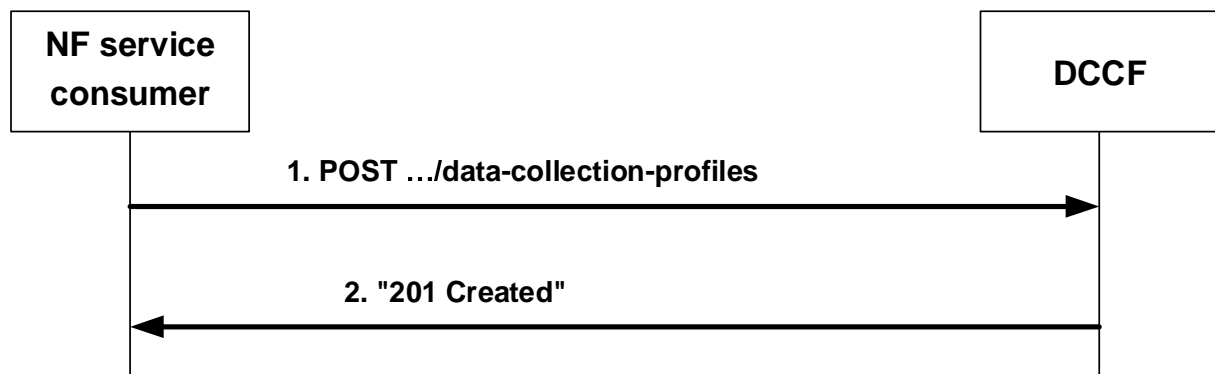 NF service
consumer
DCCF
1. POST …/data-collection-profiles
2. "201 Created"